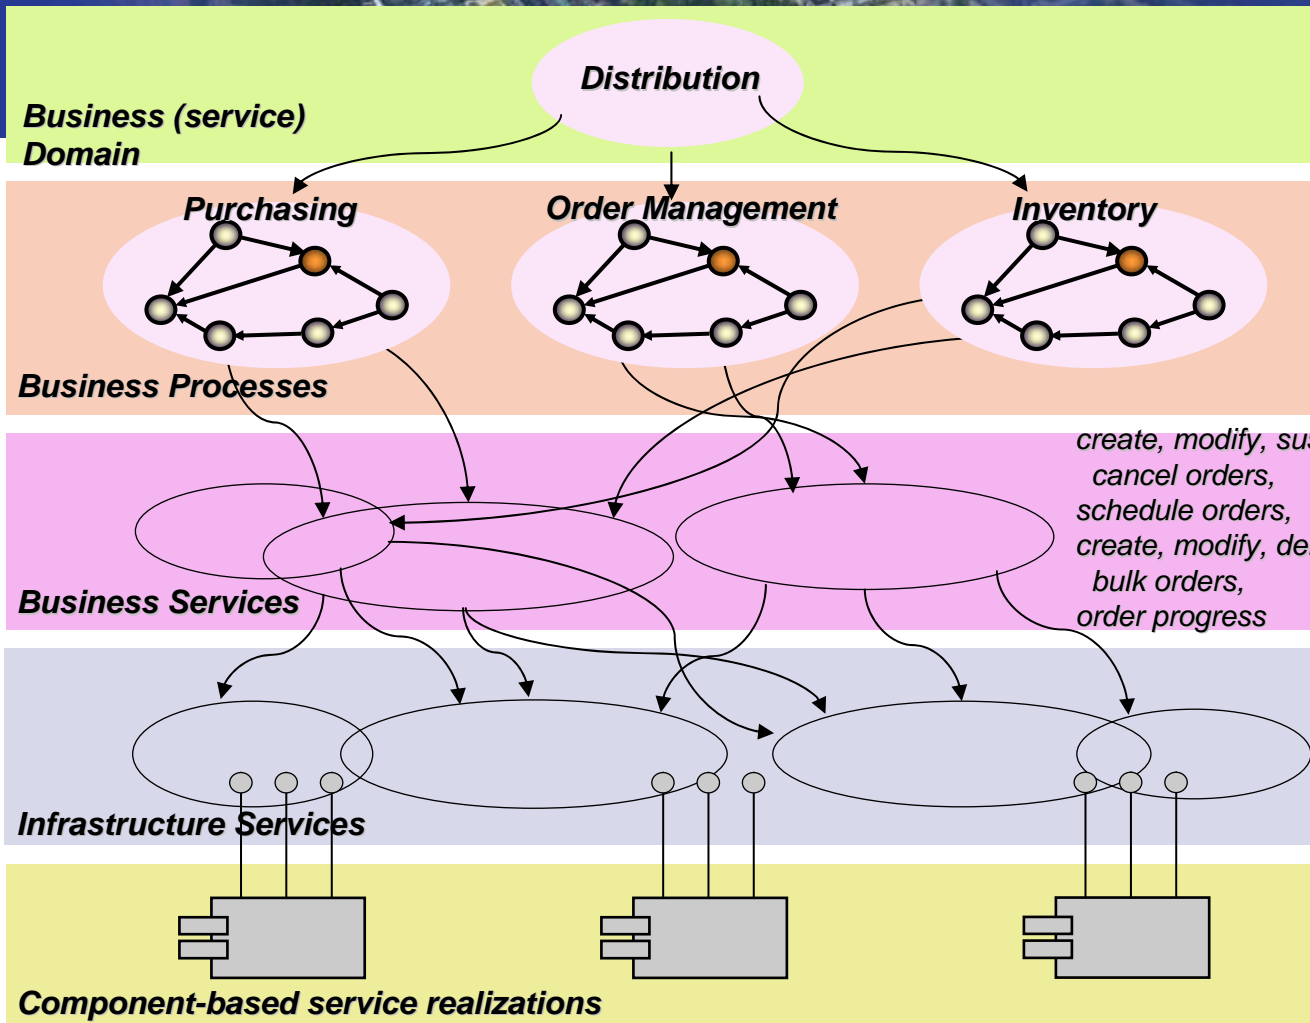 Distribution
Business (service)
Domain
Purchasing
Order Management
Inventory
Business Processes
create, modify,
cancel orders,
schedule orders,
create, modify,
bulk orders,
order progress
Business Services
Infrastructure Services
Component-based service realizations